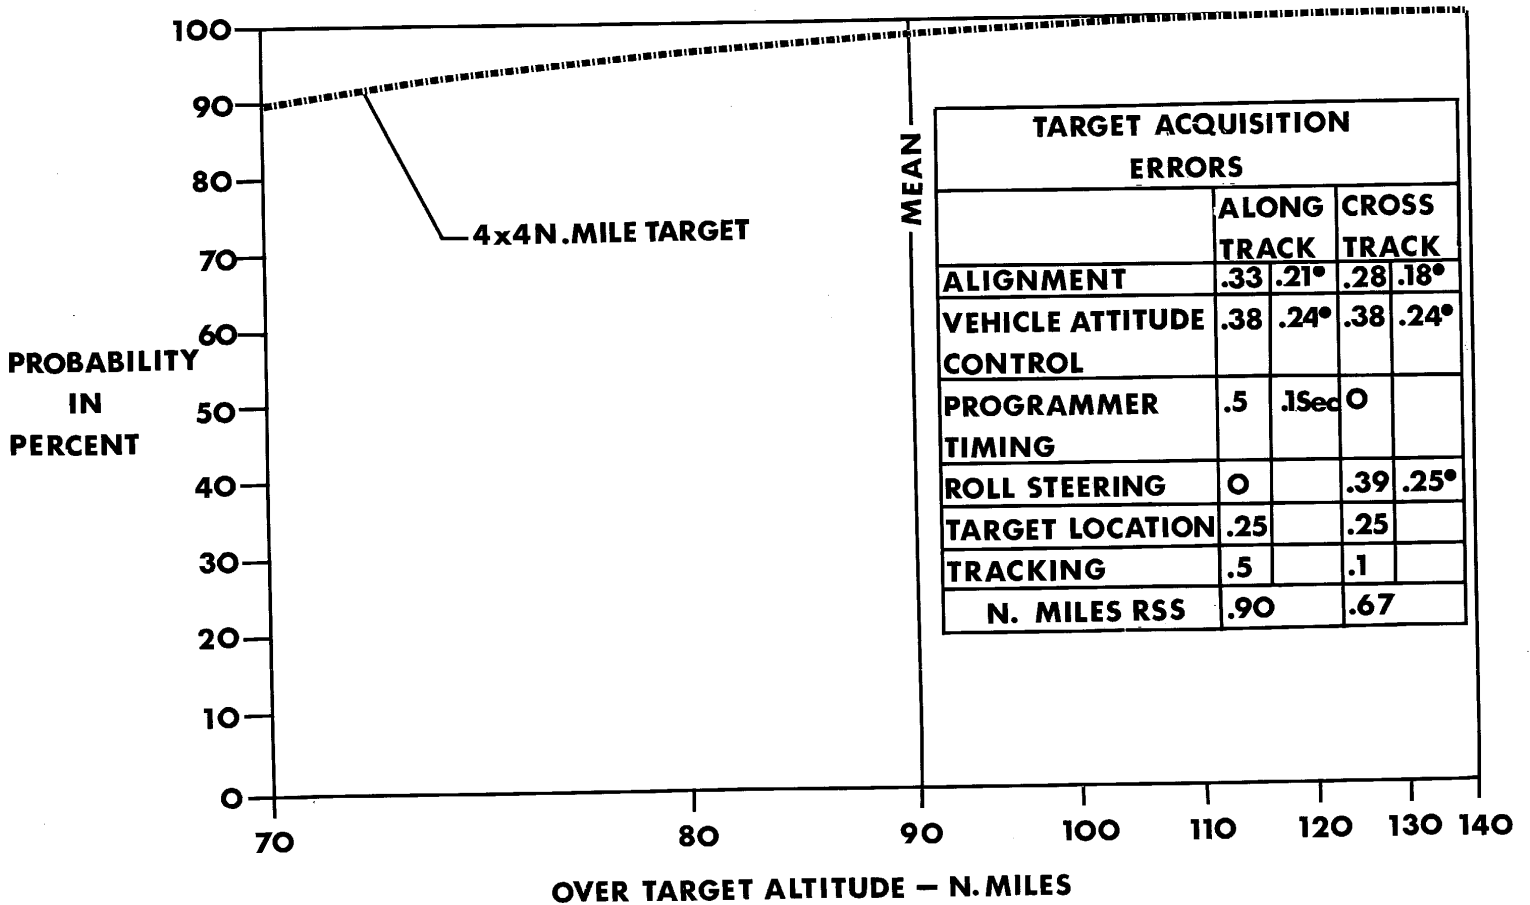 100
90
80
70
60
50
40
30
20
10
0
PROBABILITY
IN
PERCENT
4x4 N.MILE TARGET
MEAN
TARGET ACQUISITION
ERRORS
ALONG TRACK CROSS TRACK
ALIGNMENT .33 .21° .28 .18°
VEHICLE ATTITUDE CONTROL .38 .24° .38 .24°
PROGRAMMER TIMING .5 .1Sec 0
ROLL STEERING 0 .39 .25°
TARGET LOCATION .25 .25
TRACKING .5 .1
N. MILES RSS .90 .67
70 80 90 100 110 120 130 140
OVER TARGET ALTITUDE — N.MILES